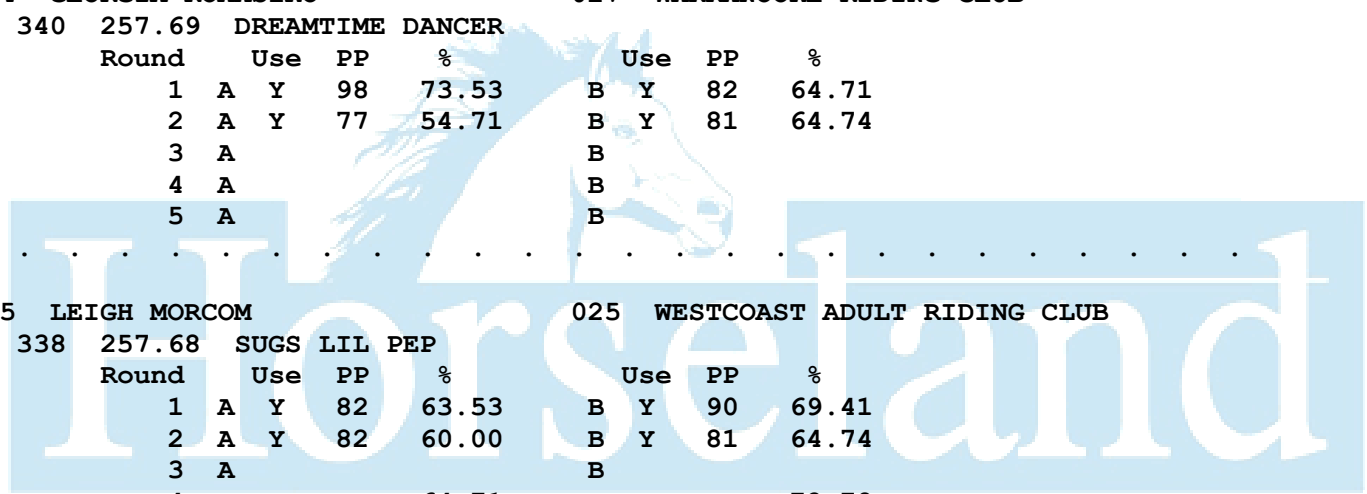 340 257.69 DREAMTIME DANCER
Round Use PP % Use PP %
1 A Y 98 73.53 B Y 82 64.71
2 A Y 77 54.71 B Y 81 64.74
3 A B
4 A B
5 A B
. . . . . . . . . . . . . . . . . . . . . . . . .
5 LEIGH MORCOM 025 WESTCOAST ADULT RIDING CLUB
338 257.68 SUGS LIL PEP
Round Use PP % Use PP %
1 A Y 82 63.53 B Y 90 69.41
2 A Y 82 60.00 B Y 81 64.74
3 A B
Horseland